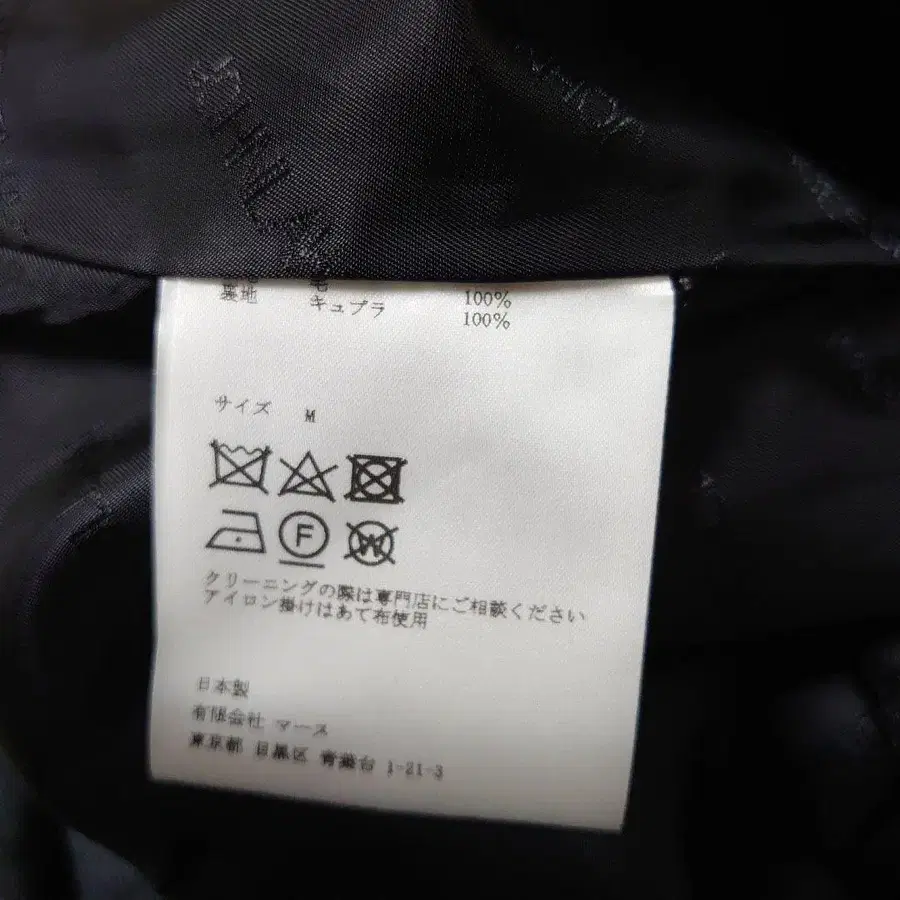 裏地 毛 100%
キュプラ 100%
サイズ M
F
W
クリーニングの際は専門店にご相談ください
アイロン掛けはあて布使用
日本製
有限会社 マース
東京都 目黒区 青葉台 1-21-3